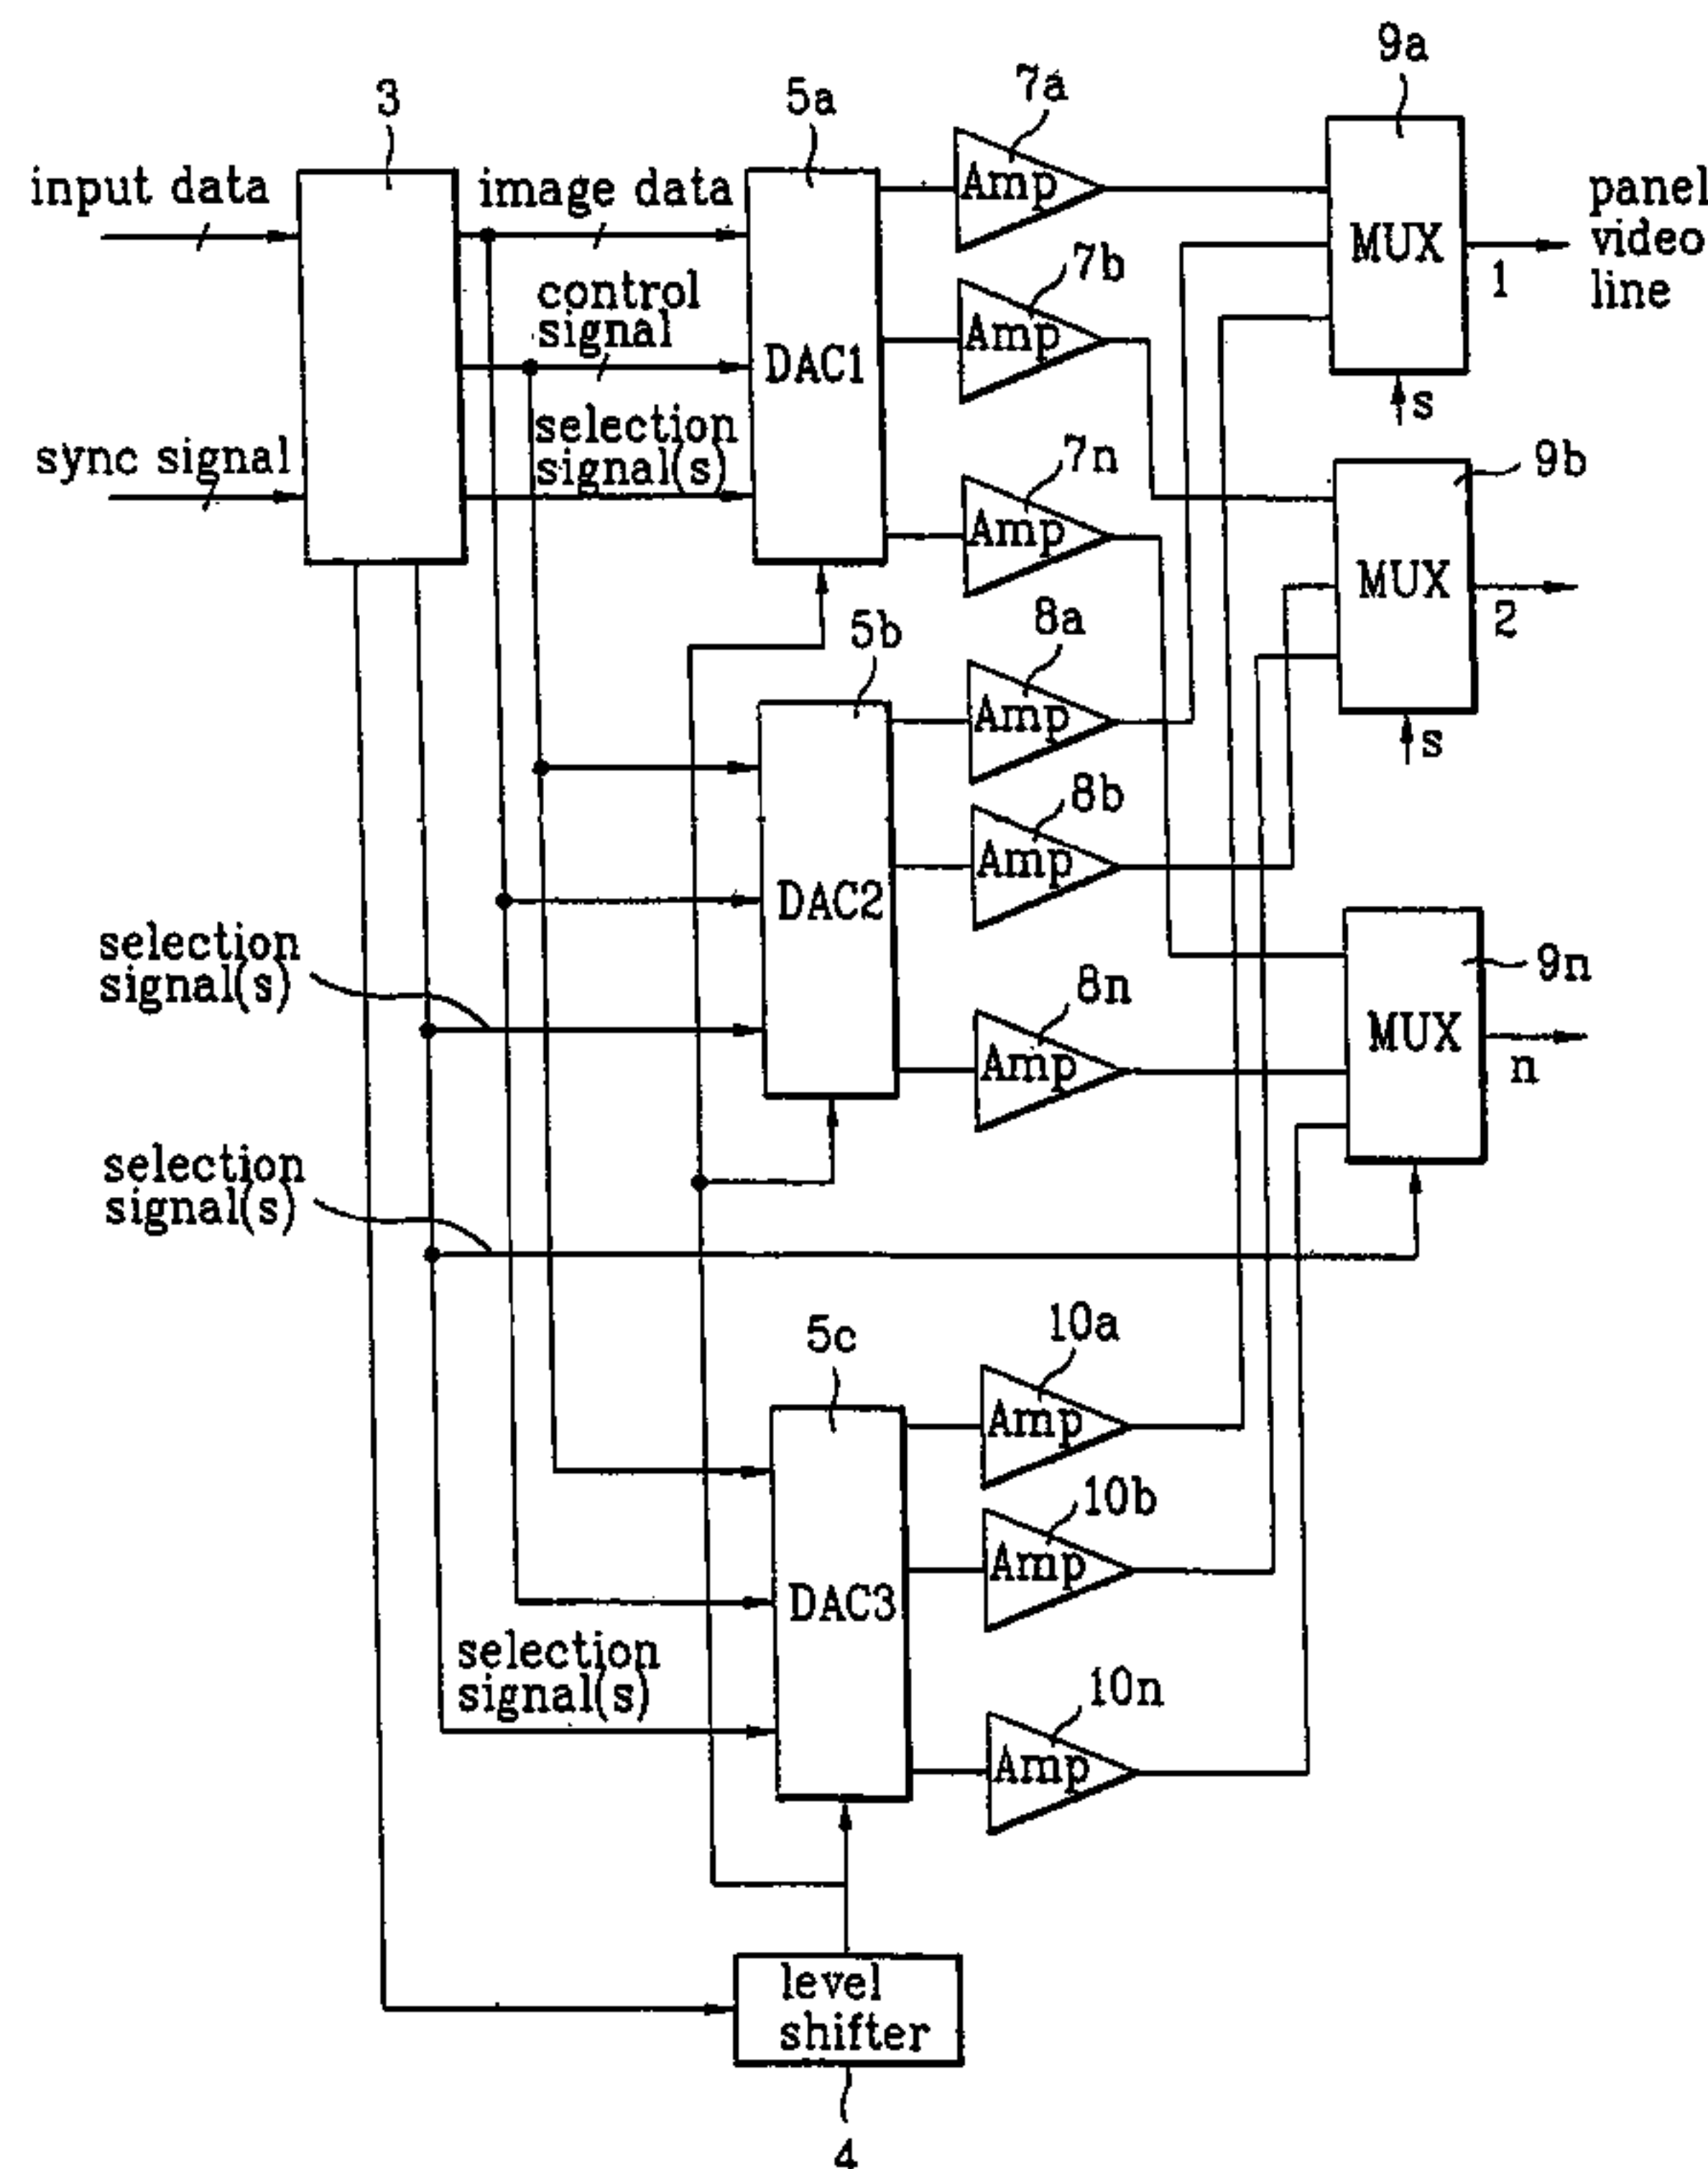 9a
7a
3
5a
input data
image data
Amp
panel
video
line
MUX
1
7b
control
signal
Amp
DAC1
s
selection
signal(s)
sync signal
7n
9b
Amp
MUX
2
8a
5b
Amp
s
8b
Amp
DAC2
selection
signal(s)
9n
8n
MUX
Amp
n
selection
signal(s)
10a
5c
Amp
10b
Amp
DAC3
selection
signal(s)
10n
Amp
level
shifter
4